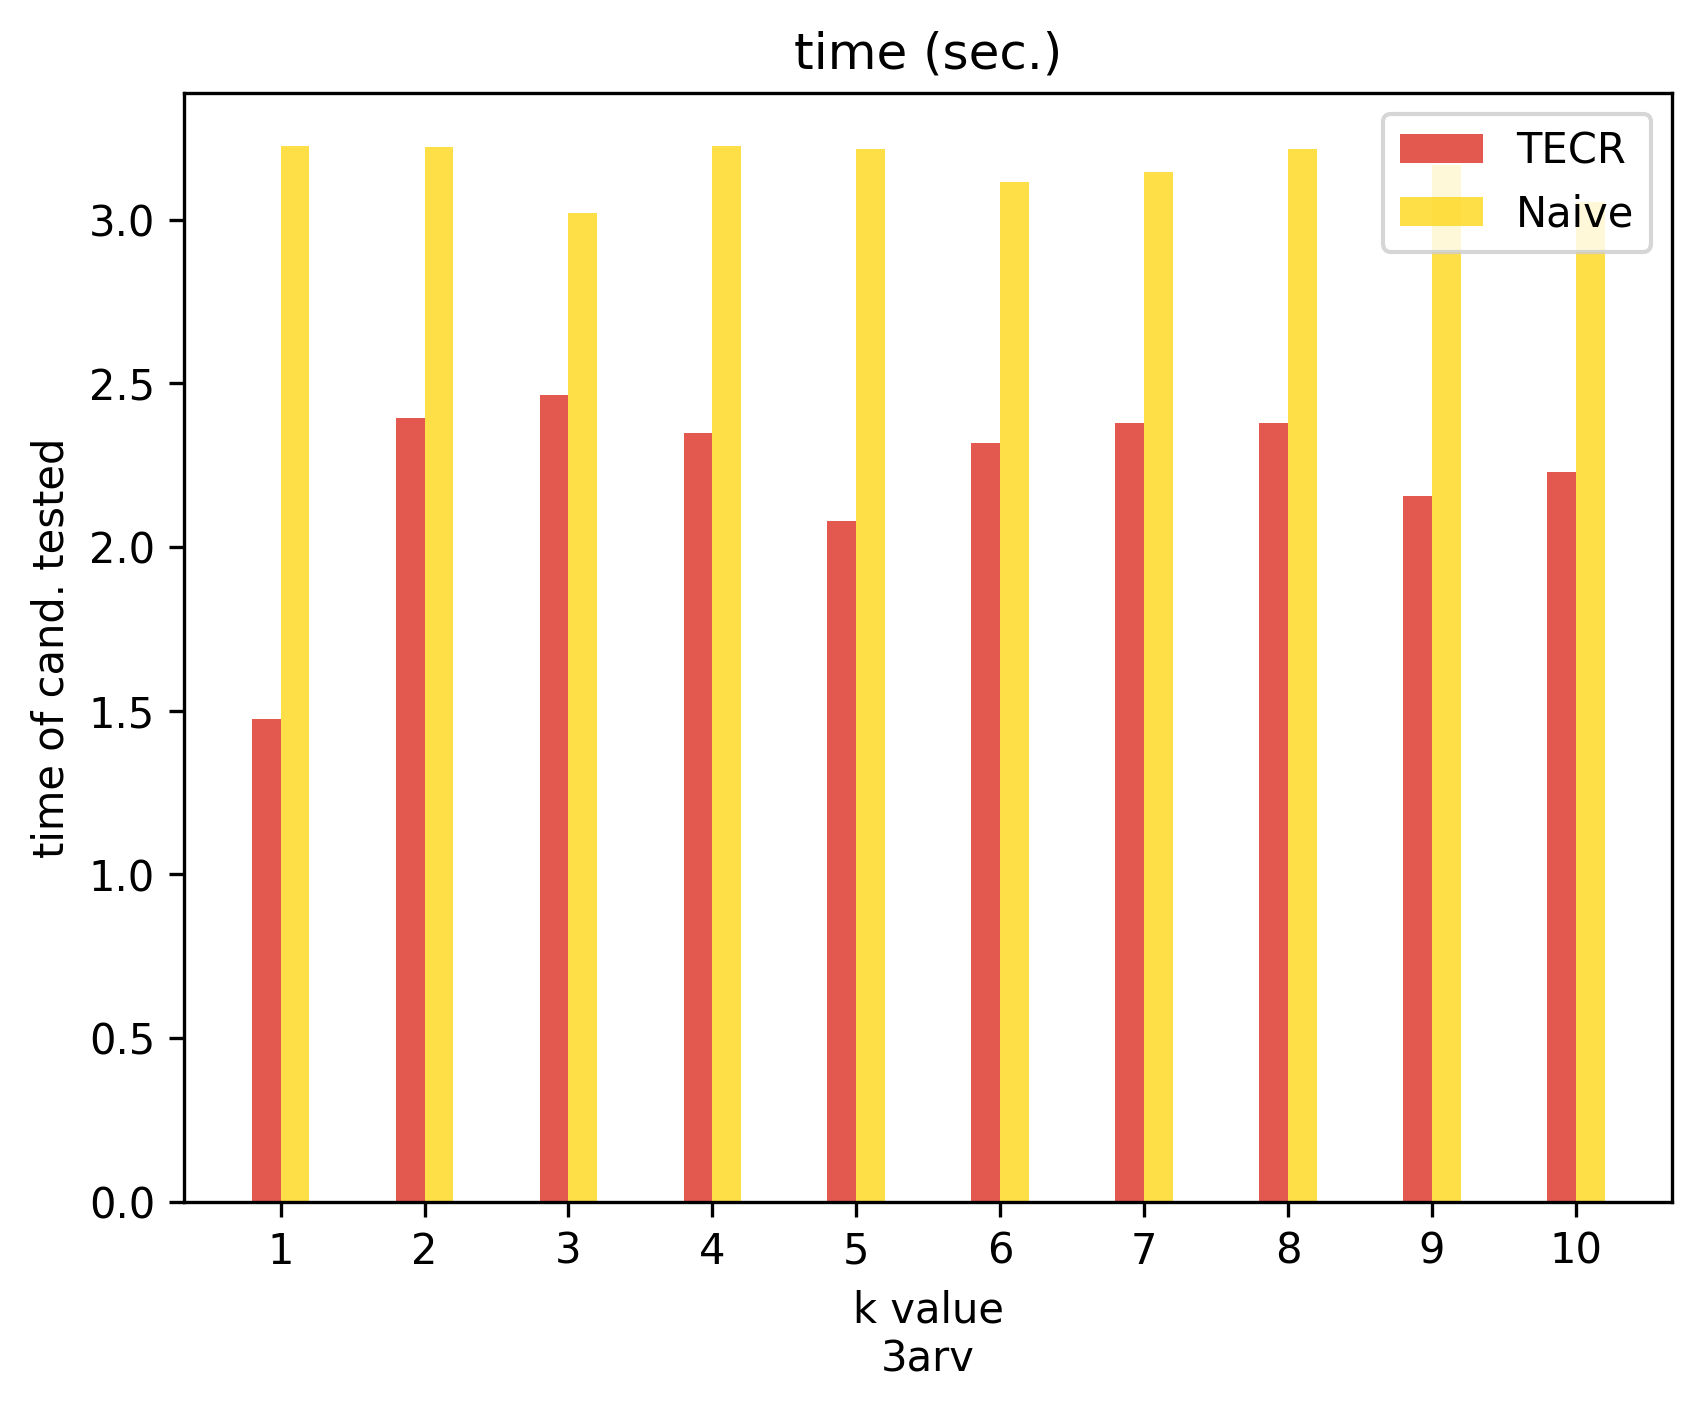 time (sec.)
TECR
Naive
time of cand. tested
3.0
2.5
2.0
1.5
1.0
0.5
0.0
1 2 3 4 5 6 7 8 9 10
k value
3arv